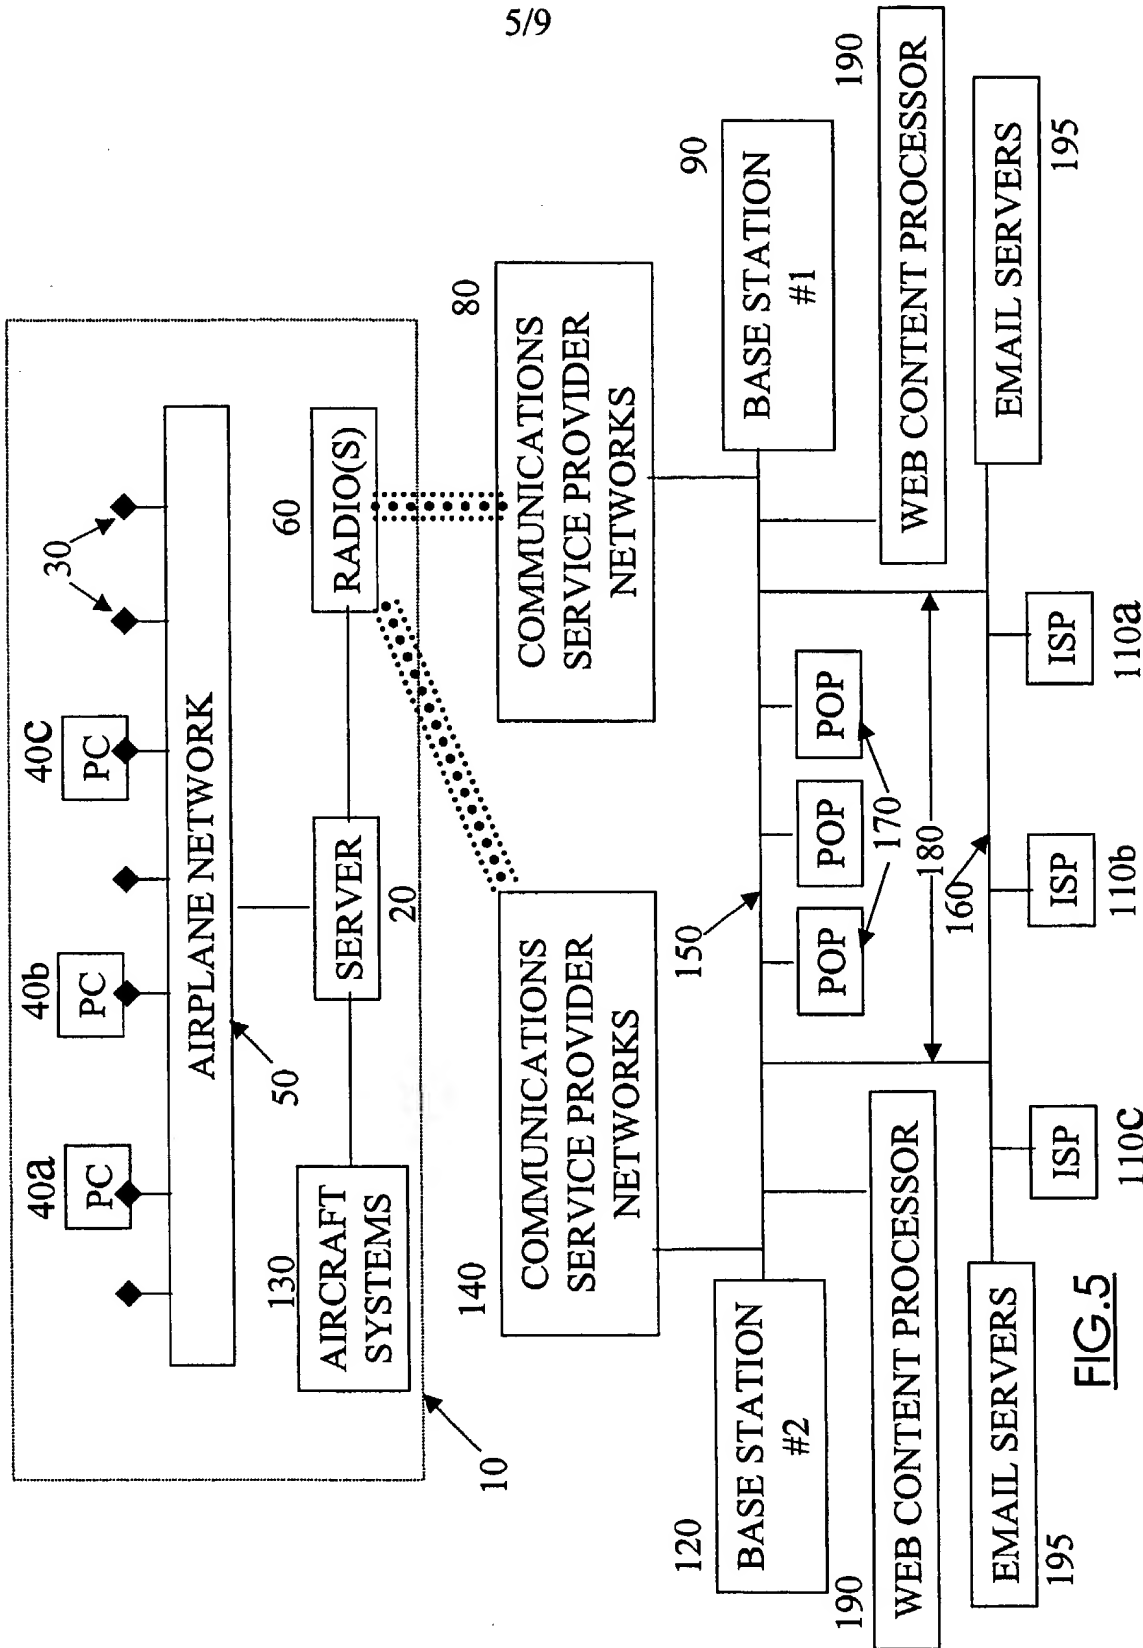 5/9
40a
40b
40c
30
PC
PC
PC
AIRPLANE NETWORK
50
130
AIRCRAFT
SYSTEMS
SERVER
20
60
RADIO(S)
10
140
COMMUNICATIONS
SERVICE PROVIDER
NETWORKS
80
COMMUNICATIONS
SERVICE PROVIDER
NETWORKS
120
BASE STATION
#2
150
90
BASE STATION
#1
POP
POP
POP
170
190
WEB CONTENT PROCESSOR
180
190
WEB CONTENT PROCESSOR
160
EMAIL SERVERS
195
EMAIL SERVERS
195
ISP
110c
ISP
110b
ISP
110a
FIG.5